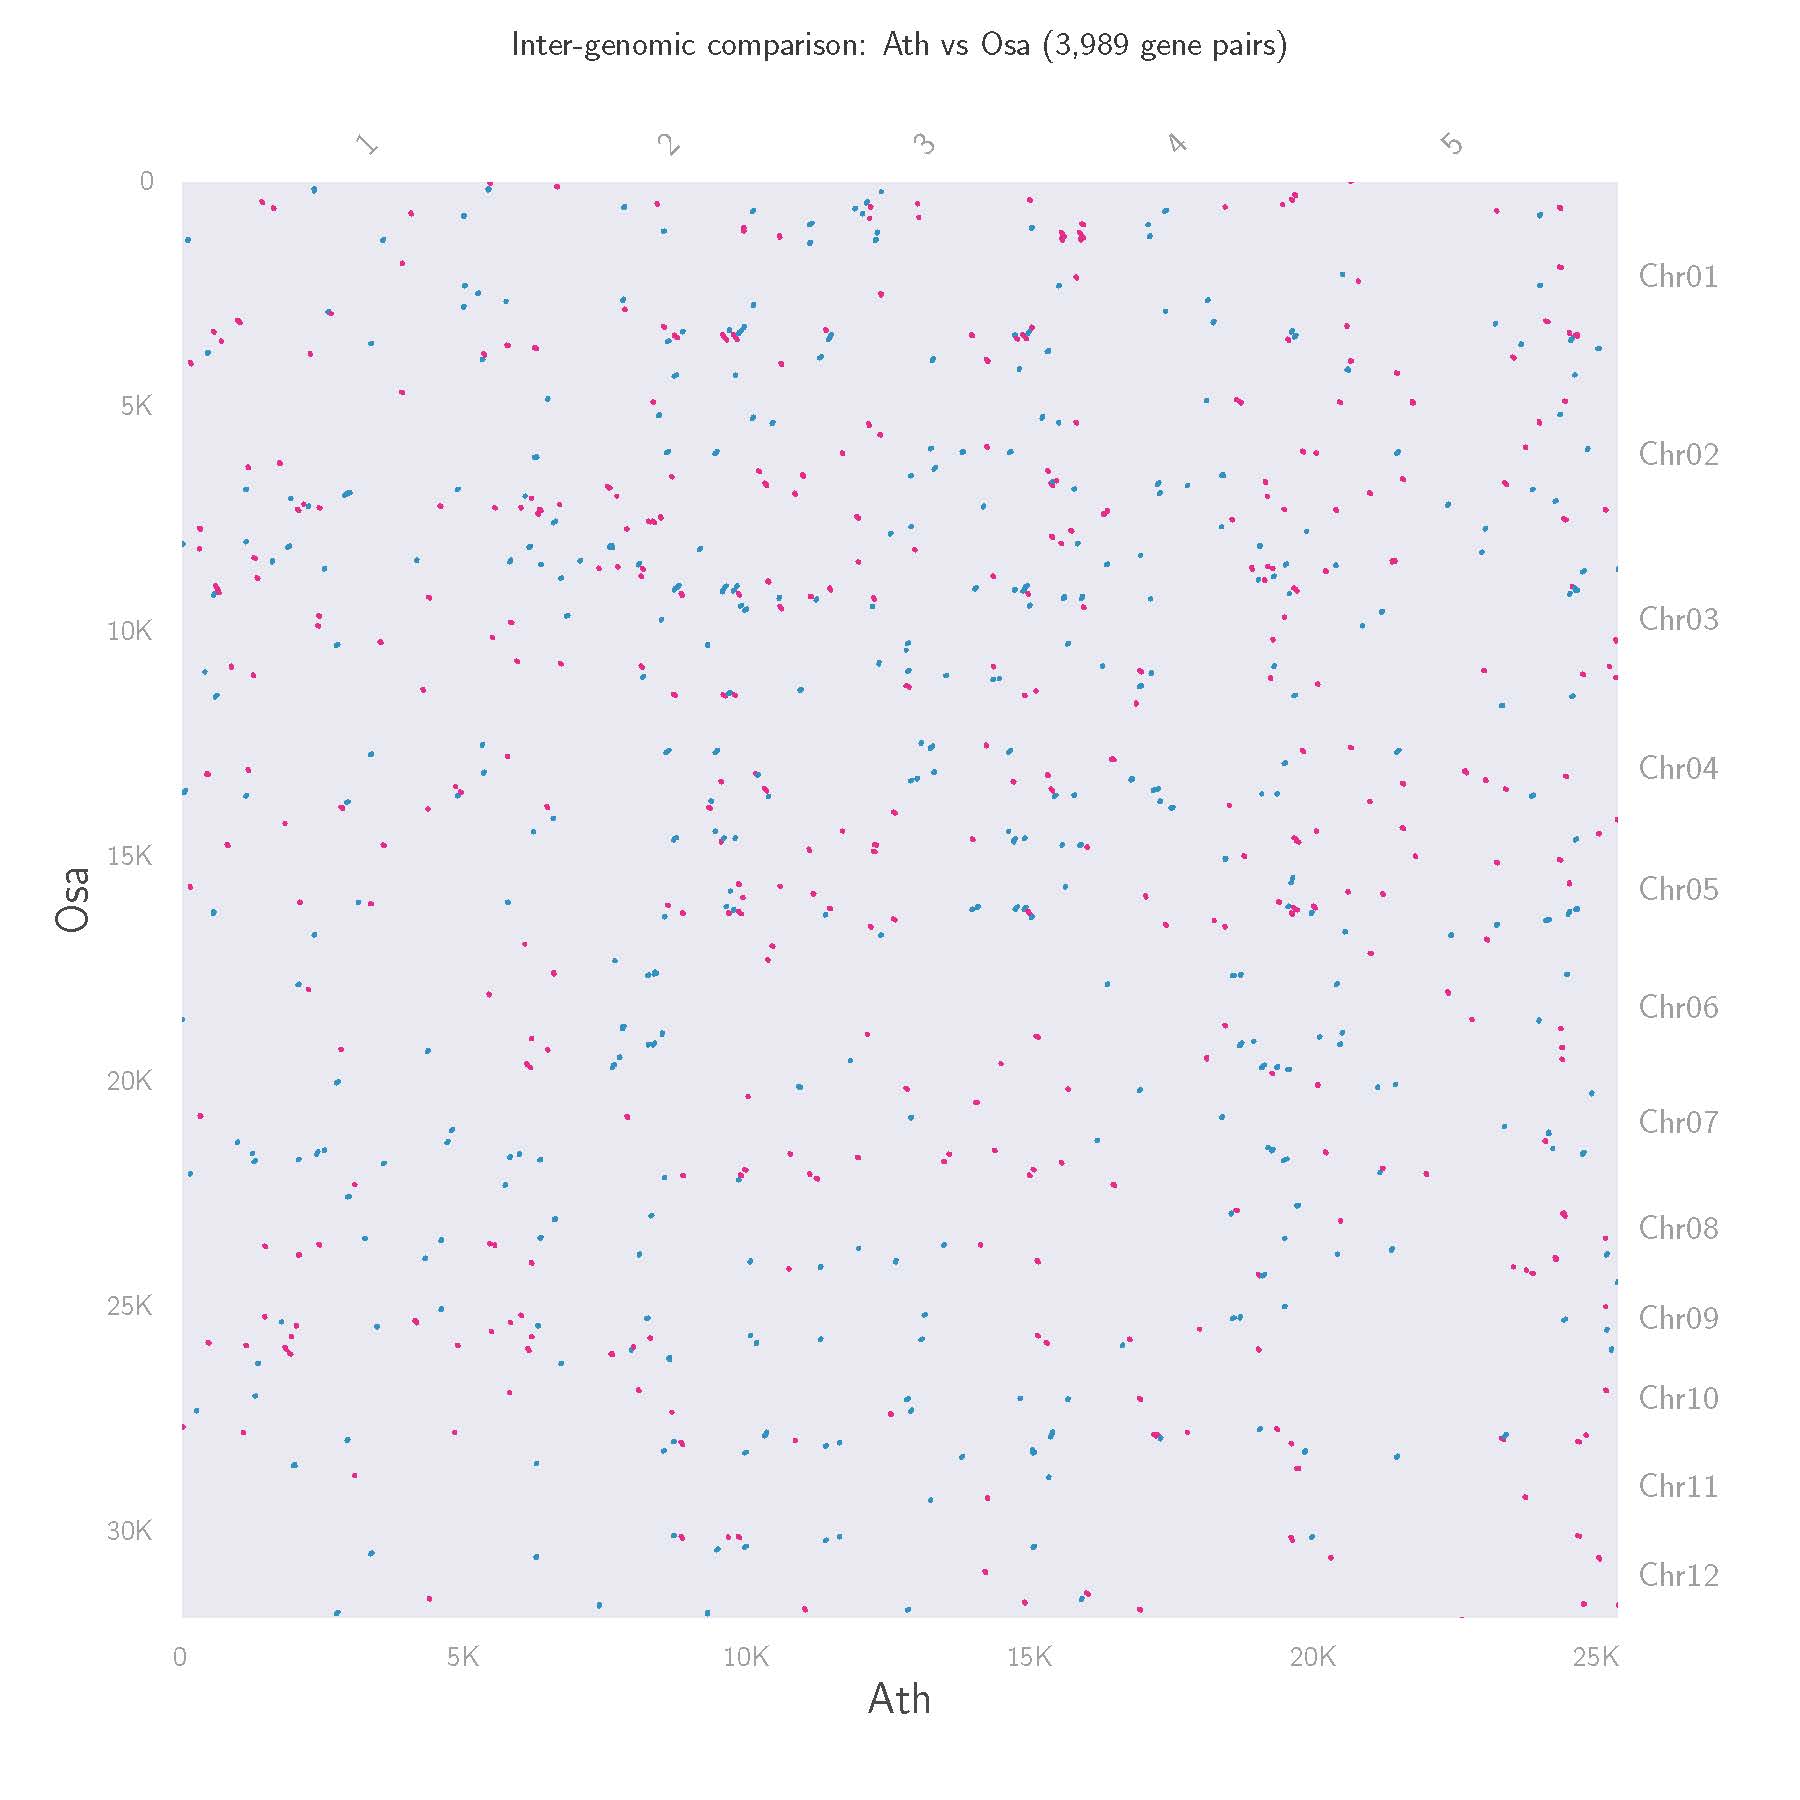 Inter-genomic comparison: Ath vs Osa (3,989 gene pairs)
1 2 3 4 5
0
5K
10K
15K
20K
25K
30K
Osa
Chr01
Chr02
Chr03
Chr04
Chr05
Chr06
Chr07
Chr08
Chr09
Chr10
Chr11
Chr12
0 5K 10K 15K 20K 25K
Ath